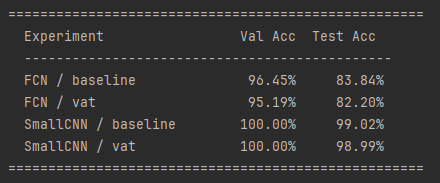 ====================================================
Experiment Val Acc Test Acc
----------------------------------------------
FCN / baseline 96.45% 83.84%
FCN / vat 95.19% 82.20%
SmallCNN / baseline 100.00% 99.02%
SmallCNN / vat 100.00% 98.99%
====================================================